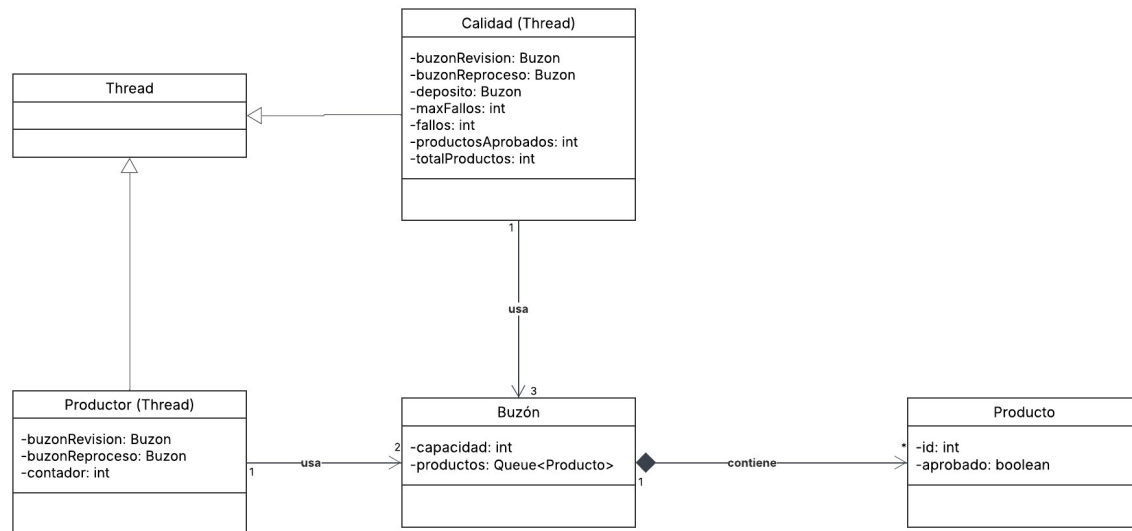 Calidad (Thread)
-buzonRevision: Buzon
-buzonReproceso: Buzon
-deposito: Buzon
-maxFallos: int
-fallos: int
-productosAprobados: int
-totalProductos: int
Thread
1
usa
3
Productor (Thread)
-buzonRevision: Buzon
-buzonReproceso: Buzon
-contador: int
1
usa
2
Buzón
-capacidad: int
-productos: Queue<Producto>
1
contiene
*
Producto
-id: int
-aprobado: boolean